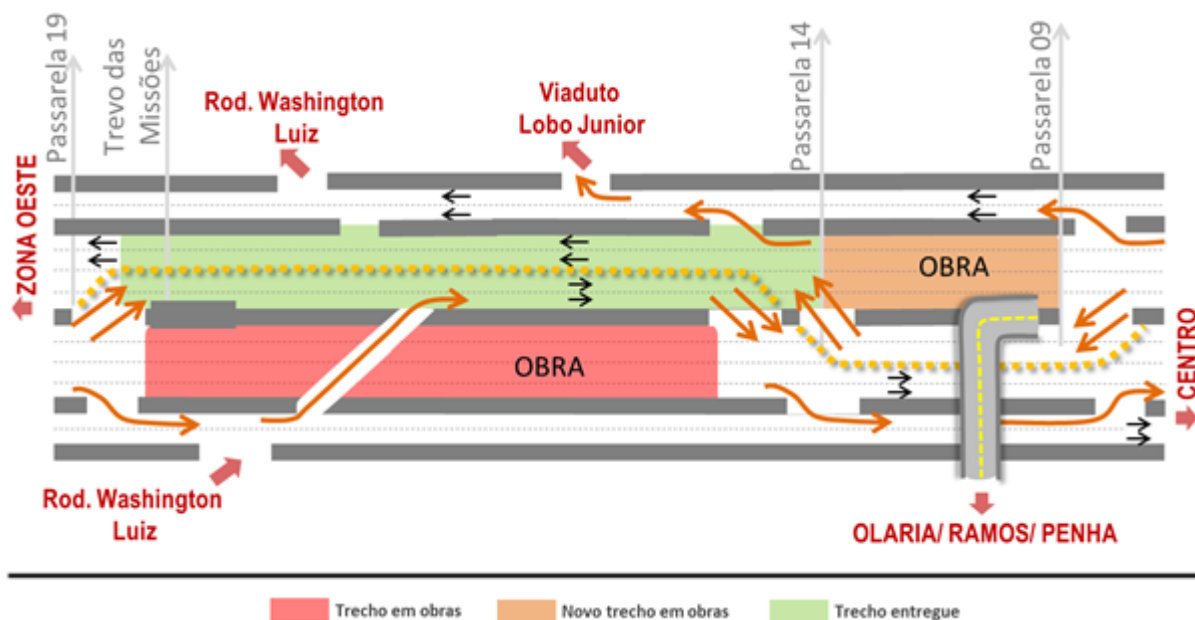 Passarela 19
Trevo das
Missões
Rod. Washington
Luiz
Viaduto
Lobo Junior
Passarela 14
Passarela 09
ZONA OESTE
OBRA
OBRA
CENTRO
Rod. Washington
Luiz
OLARIA/ RAMOS/ PENHA
Trecho em obras
Novo trecho em obras
Trecho entregue